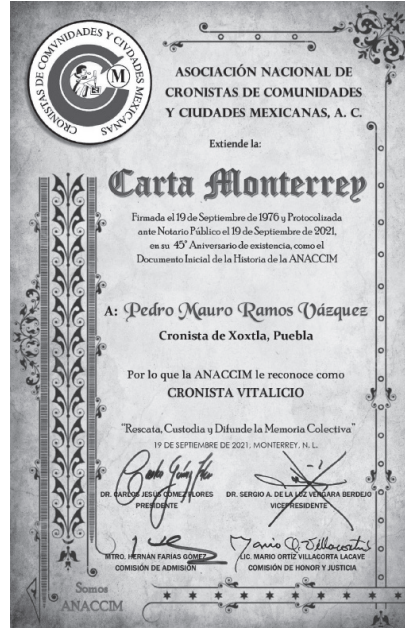 CRONISTAS DE COMVNIDADES Y CIVDADES MEXICANAS
M
ASOCIACIÓN NACIONAL DE
CRONISTAS DE COMUNIDADES
Y CIUDADES MEXICANAS, A. C.
Extiende la:
Carta Monterrey
Firmada el 19 de Septiembre de 1976 y Protocolizada
ante Notario Público el 19 de Septiembre de 2021,
en su 45º Aniversario de existencia, como el
Documento Inicial de la Historia de la ANACCIM
A: Pedro Mauro Ramos Vázquez
Cronista de Xoxtla, Puebla
Por lo que la ANACCIM le reconoce como
CRONISTA VITALICIO
"Rescata, Custodia y Difunde la Memoria Colectiva"
19 DE SEPTIEMBRE DE 2021, MONTERREY, N. L.
DR. CARLOS JESÚS GÓMEZ FLORES
PRESIDENTE
DR. SERGIO A. DE LA LUZ VERGARA BERDEJO
VICEPRESIDENTE
MTRO. HERNÁN FARÍAS GÓMEZ
COMISIÓN DE ADMISIÓN
LIC. MARIO ORTIZ VILLACORTA LACAVE
COMISIÓN DE HONOR Y JUSTICIA
Somos
ANACCIM